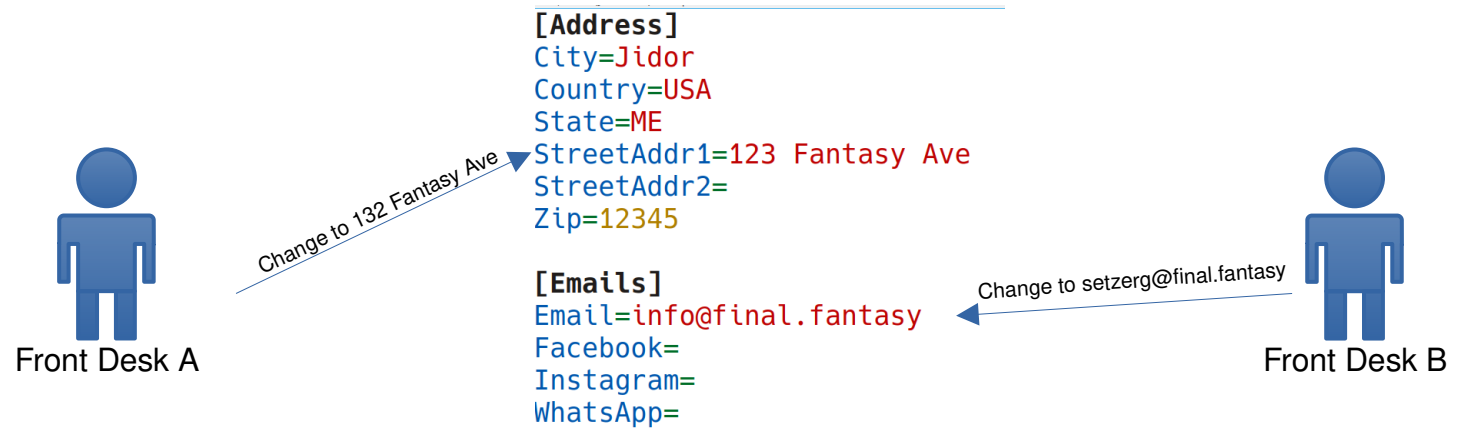 [Address]
City=Jidor
Country=USA
State=ME
StreetAddr1=123 Fantasy Ave
StreetAddr2=
Zip=12345
[Emails]
Email=info@final.fantasy
Facebook=
Instagram=
WhatsApp=
Change to 132 Fantasy Ave
Front Desk A
Change to setzerg@final.fantasy
Front Desk B